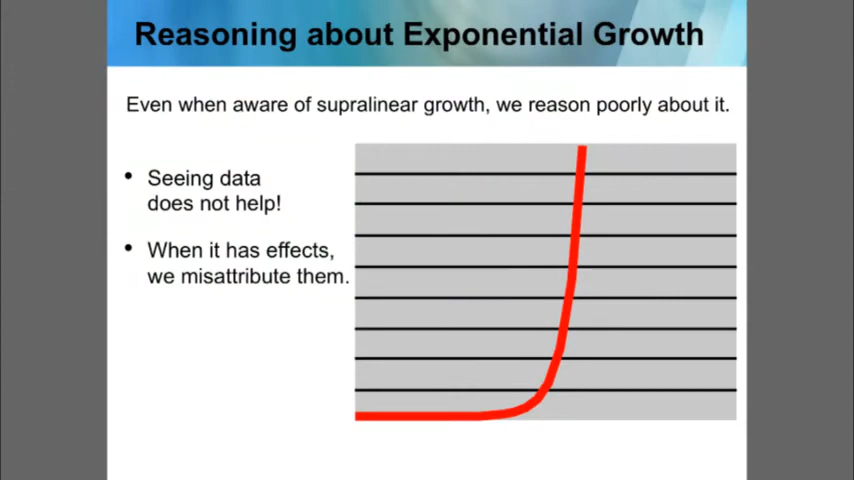 Reasoning about Exponential Growth
Even when aware of supralinear growth, we reason poorly about it.
• Seeing data
does not help!
• When it has effects,
we misattribute them.